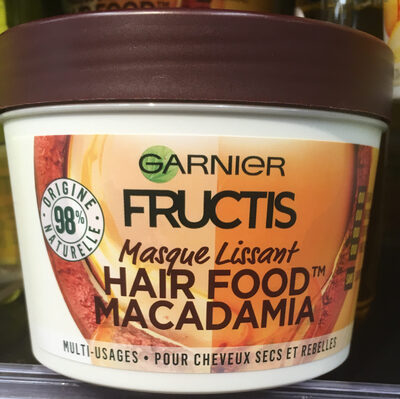 GARNIER
FRUCTIS
ORIGINE
98%
NATURELLE
Masque Lissant
HAIR FOOD™
MACADAMIA
MULTI-USAGES • POUR CHEVEUX SECS ET REBELLES